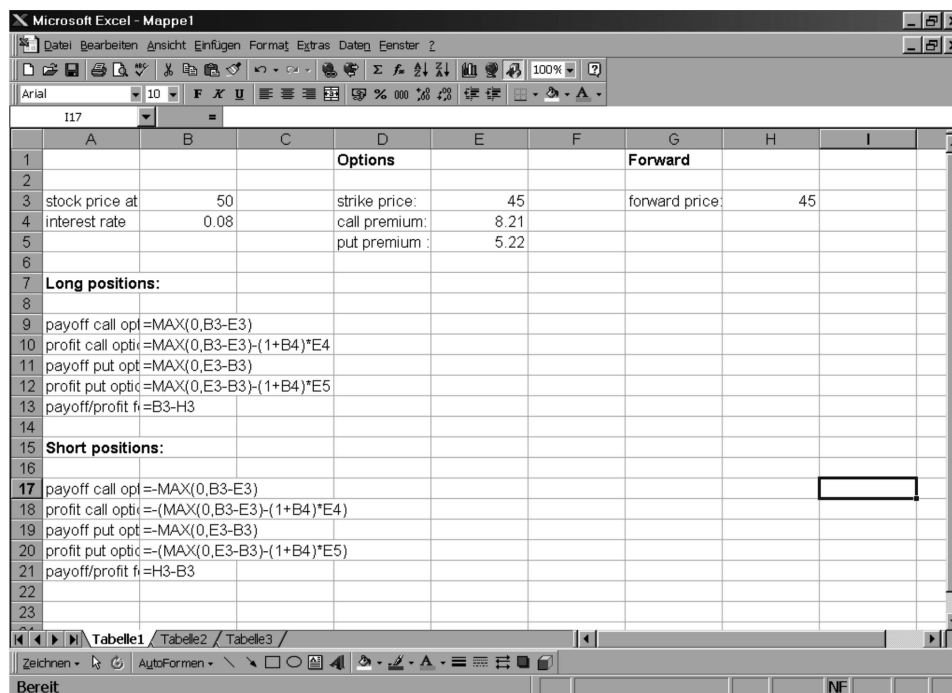 Microsoft Excel - Mappe1
Datei Bearbeiten Ansicht Einfügen Format Extras Daten Fenster ?
100%
Arial 10 F K U % 000
I17 =
A B C D E F G H I
1 Options Forward
2
3 stock price at 50 strike price: 45 forward price: 45
4 interest rate 0.08 call premium: 8.21
5 put premium : 5.22
6
7 Long positions:
8
9 payoff call opt =MAX(0,B3-E3)
10 profit call optic =MAX(0,B3-E3)-(1+B4)*E4
11 payoff put opt =MAX(0,E3-B3)
12 profit put optic =MAX(0,E3-B3)-(1+B4)*E5
13 payoff/profit f =B3-H3
14
15 Short positions:
16
17 payoff call opt =-MAX(0,B3-E3)
18 profit call optic =-(MAX(0,B3-E3)-(1+B4)*E4)
19 payoff put opt =-MAX(0,E3-B3)
20 profit put optic =-(MAX(0,E3-B3)-(1+B4)*E5)
21 payoff/profit f =H3-B3
22
23
Tabelle1 Tabelle2 Tabelle3
Zeichnen AutoFormen
Bereit NF